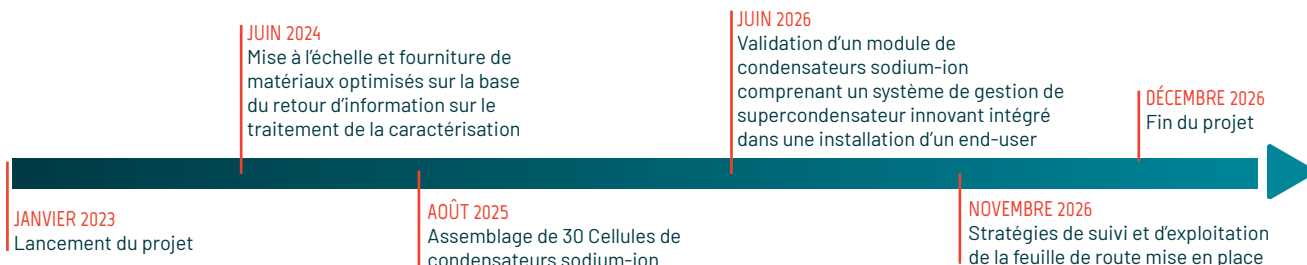 JUIN 2024
Mise à l'échelle et fourniture de
matériaux optimisés sur la base
du retour d'information sur le
traitement de la caractérisation
JUIN 2026
Validation d'un module de
condensateurs sodium-ion
comprenant un système de gestion de
supercondensateur innovant intégré
dans une installation d'un end-user
DÉCEMBRE 2026
Fin du projet
JANVIER 2023
Lancement du projet
AOÛT 2025
Assemblage de 30 Cellules de
condensateurs sodium-ion
NOVEMBRE 2026
Stratégies de suivi et d'exploitation
de la feuille de route mise en place